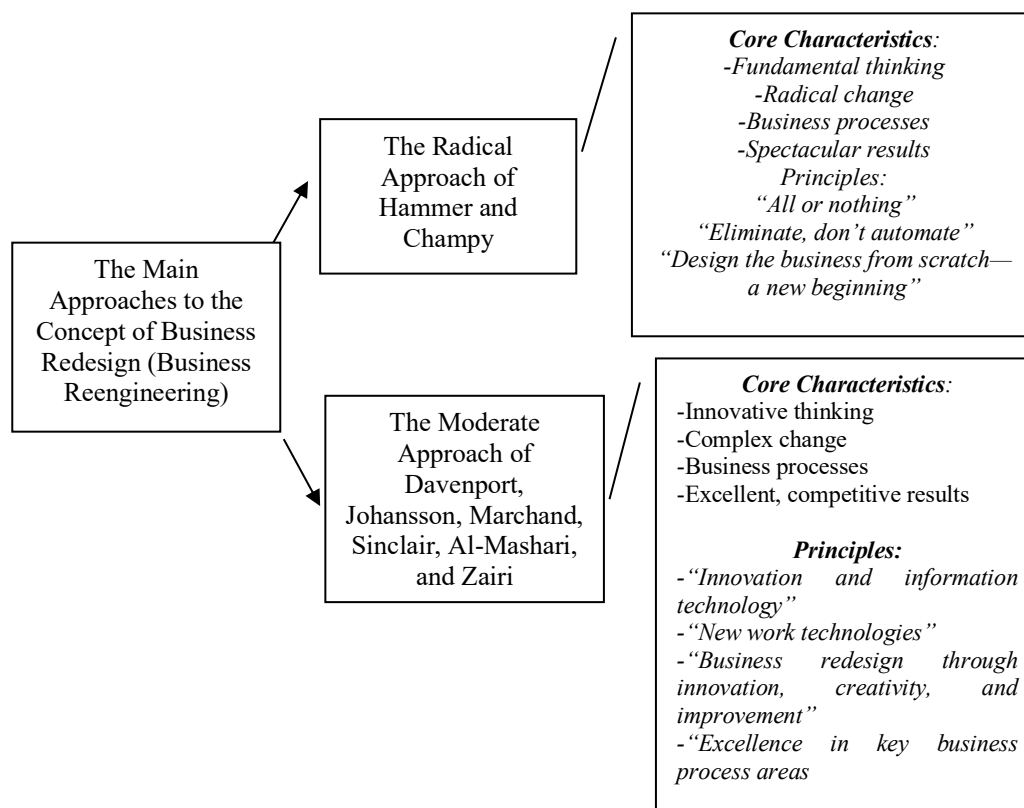 The Main
Approaches to the
Concept of Business
Redesign (Business
Reengineering)
The Radical
Approach of
Hammer and
Champy
Core Characteristics:
-Fundamental thinking
-Radical change
-Business processes
-Spectacular results
Principles:
“All or nothing”
“Eliminate, don’t automate”
“Design the business from scratch—
a new beginning”
The Moderate
Approach of
Davenport,
Johansson, Marchand,
Sinclair, Al-Mashari,
and Zairi
Core Characteristics:
-Innovative thinking
-Complex change
-Business processes
-Excellent, competitive results
Principles:
-“Innovation and information
technology”
-“New work technologies”
-“Business redesign through
innovation, creativity, and
improvement”
-“Excellence in key business
process areas